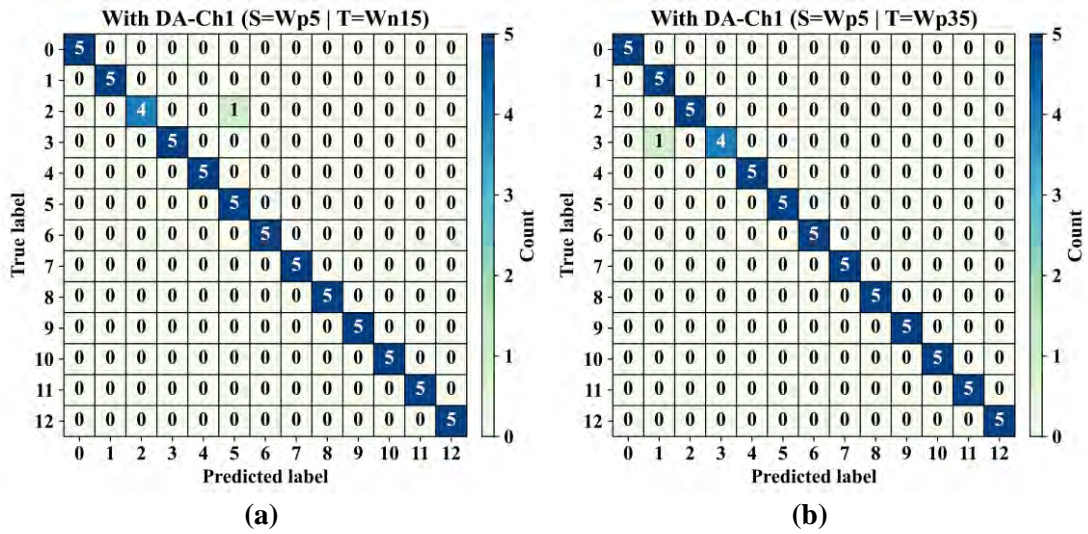 With DA-Ch1 (S=Wp5 | T=Wn15)
True label
0 5 0 0 0 0 0 0 0 0 0 0 0 0
1 0 5 0 0 0 0 0 0 0 0 0 0 0
2 0 0 4 0 0 1 0 0 0 0 0 0 0
3 0 0 0 5 0 0 0 0 0 0 0 0 0
4 0 0 0 0 5 0 0 0 0 0 0 0 0
5 0 0 0 0 0 5 0 0 0 0 0 0 0
6 0 0 0 0 0 0 5 0 0 0 0 0 0
7 0 0 0 0 0 0 0 5 0 0 0 0 0
8 0 0 0 0 0 0 0 0 5 0 0 0 0
9 0 0 0 0 0 0 0 0 0 5 0 0 0
10 0 0 0 0 0 0 0 0 0 0 5 0 0
11 0 0 0 0 0 0 0 0 0 0 0 5 0
12 0 0 0 0 0 0 0 0 0 0 0 0 5
0 1 2 3 4 5 6 7 8 9 10 11 12
Predicted label
5
4
3
2
1
0
Count
(a)
With DA-Ch1 (S=Wp5 | T=Wp35)
True label
0 5 0 0 0 0 0 0 0 0 0 0 0 0
1 0 5 0 0 0 0 0 0 0 0 0 0 0
2 0 0 5 0 0 0 0 0 0 0 0 0 0
3 0 1 0 4 0 0 0 0 0 0 0 0 0
4 0 0 0 0 5 0 0 0 0 0 0 0 0
5 0 0 0 0 0 5 0 0 0 0 0 0 0
6 0 0 0 0 0 0 5 0 0 0 0 0 0
7 0 0 0 0 0 0 0 5 0 0 0 0 0
8 0 0 0 0 0 0 0 0 5 0 0 0 0
9 0 0 0 0 0 0 0 0 0 5 0 0 0
10 0 0 0 0 0 0 0 0 0 0 5 0 0
11 0 0 0 0 0 0 0 0 0 0 0 5 0
12 0 0 0 0 0 0 0 0 0 0 0 0 5
0 1 2 3 4 5 6 7 8 9 10 11 12
Predicted label
5
4
3
2
1
0
Count
(b)